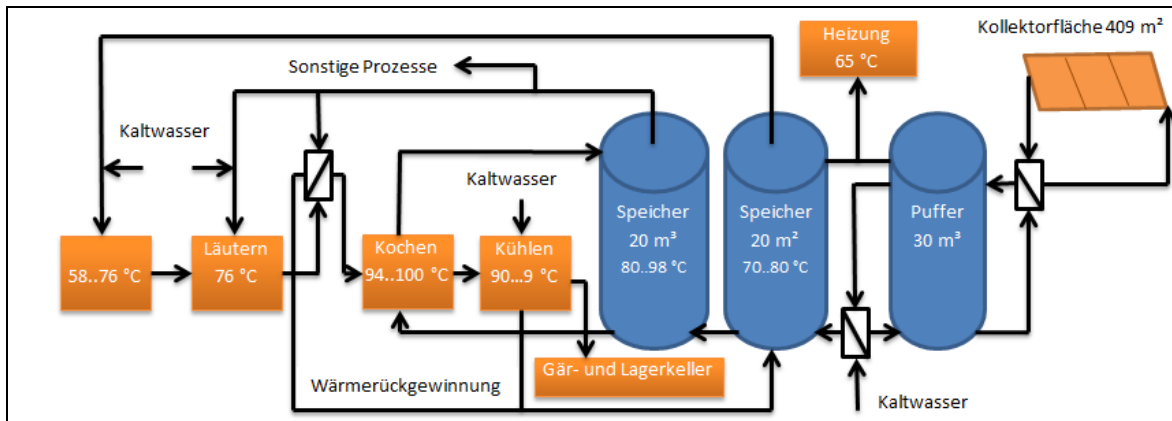 Heizung
65 °C
Kollektorfläche 409 m²
Sonstige Prozesse
Kaltwasser
Kaltwasser
58..76 °C
Läutern
76 °C
Kochen
94..100 °C
Kühlen
90...9 °C
Speicher
20 m³
80..98 °C
Speicher
20 m²
70..80 °C
Puffer
30 m³
Wärmerückgewinnung
Gär- und Lagerkeller
Kaltwasser